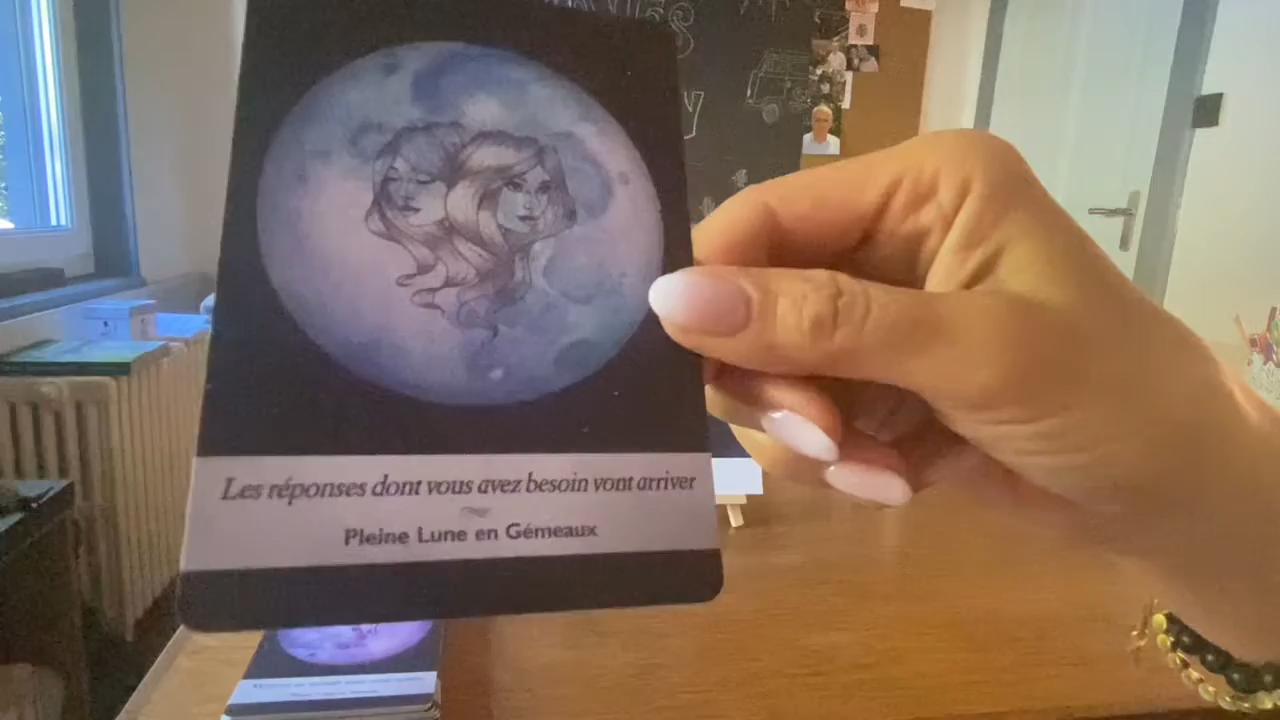 Les réponses dont vous avez besoin vont arriver
Pleine Lune en Gémeaux